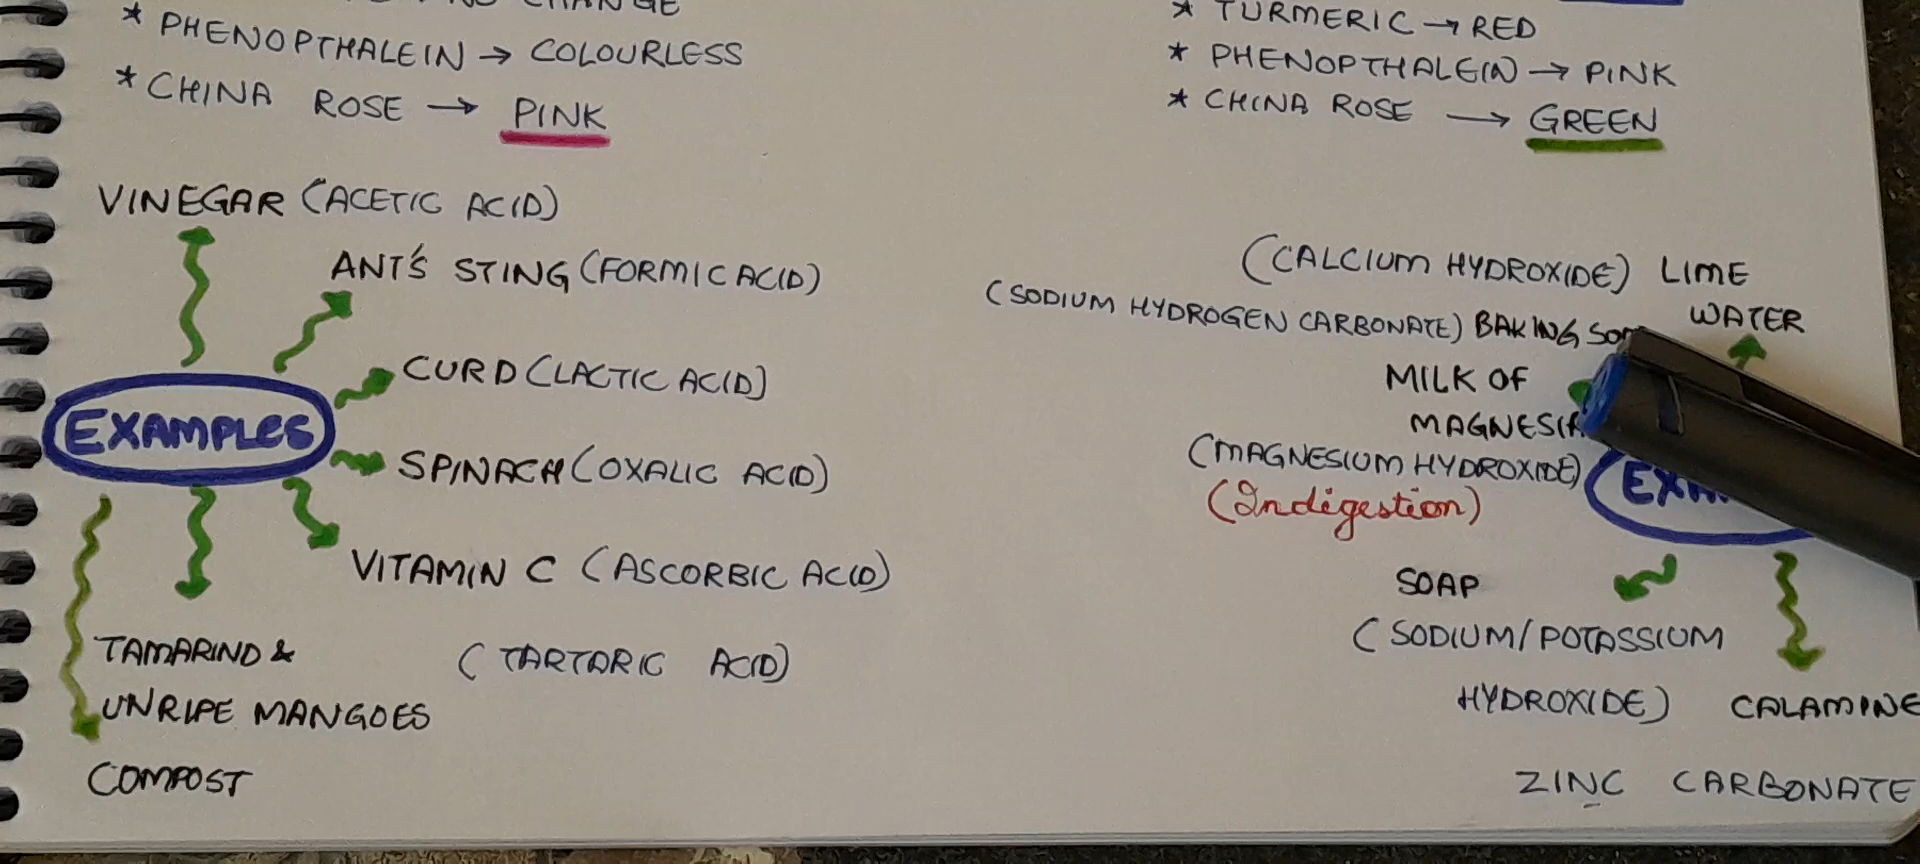 CHANGE
* PHENOPTHALEIN → COLOURLESS
* CHINA ROSE → PINK
VINEGAR (ACETIC ACID)
ANT'S STING (FORMIC ACID)
CURD (LACTIC ACID)
EXAMPLES
SPINACH (OXALIC ACID)
VITAMIN C (ASCORBIC ACID)
TAMARIND & (TARTARIC ACID)
UNRIPE MANGOES
COMPOST
* TURMERIC → RED
* PHENOPTHALEIN → PINK
* CHINA ROSE → GREEN
(CALCIUM HYDROXIDE) LIME
WATER
(SODIUM HYDROGEN CARBONATE) BAKING
MILK OF
MAGNESIA
(MAGNESIUM HYDROXIDE)
(Indigestion)
SOAP
(SODIUM/POTASSIUM
HYDROXIDE)
CALAMINE
ZINC CARBONATE